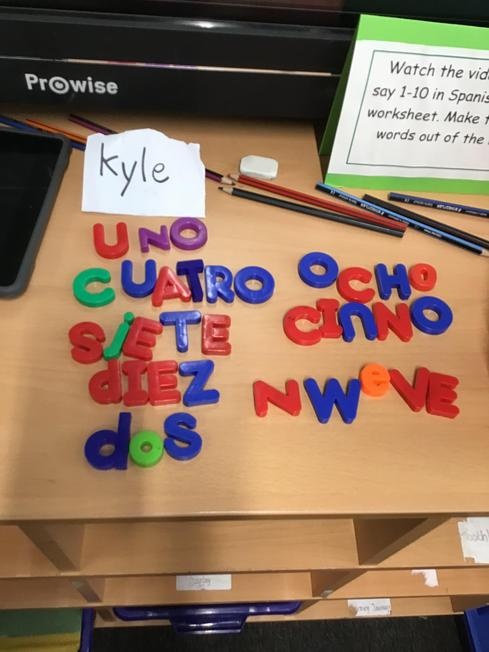 Prowise
Kyle
Watch the vid
say 1-10 in Spanis
worksheet. Make t
words out of the
UNO
CUATRO
SiETE
dIEZ
doS
OCHO
CINNO
NWeVE